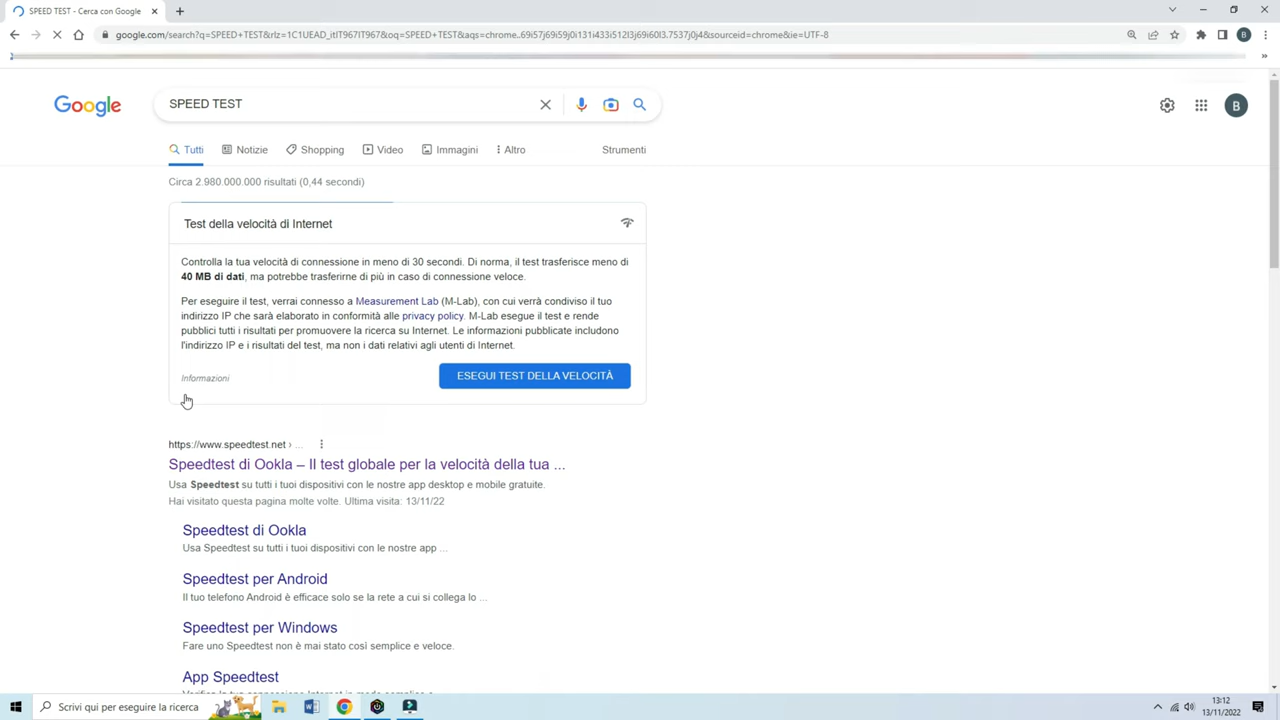 SPEED TEST - Cerca con Google
google.com/search?q=SPEED+TEST&rlz=1C1UEAD_itIT967IT967&oq=SPEED+TEST&aqs=chrome..69i57j69i59j0i131i433i512l3j69i60l3.7537j0j4&sourceid=chrome&ie=UTF-8
B
»
Google
SPEED TEST
B
Tutti
Notizie
Shopping
Video
Immagini
Altro
Strumenti
Circa 2.980.000.000 risultati (0,44 secondi)
Test della velocità di Internet
Controlla la tua velocità di connessione in meno di 30 secondi. Di norma, il test trasferisce meno di
40 MB di dati, ma potrebbe trasferirne di più in caso di connessione veloce.
Per eseguire il test, verrai connesso a Measurement Lab (M-Lab), con cui verrà condiviso il tuo
indirizzo IP che sarà elaborato in conformità alle privacy policy. M-Lab esegue il test e rende
pubblici tutti i risultati per promuovere la ricerca su Internet. Le informazioni pubblicate includono
l'indirizzo IP e i risultati del test, ma non i dati relativi agli utenti di Internet.
Informazioni
ESEGUI TEST DELLA VELOCITÀ
https://www.speedtest.net › ...
Speedtest di Ookla – Il test globale per la velocità della tua ...
Usa Speedtest su tutti i tuoi dispositivi con le nostre app desktop e mobile gratuite.
Hai visitato questa pagina molte volte. Ultima visita: 13/11/22
Speedtest di Ookla
Usa Speedtest su tutti i tuoi dispositivi con le nostre app ...
Speedtest per Android
Il tuo telefono Android è efficace solo se la rete a cui si collega lo ...
Speedtest per Windows
Fare uno Speedtest non è mai stato così semplice e veloce.
App Speedtest
Verifica la tua connessione Internet in modo semplice e
Scrivi qui per eseguire la ricerca
13:12
13/11/2022